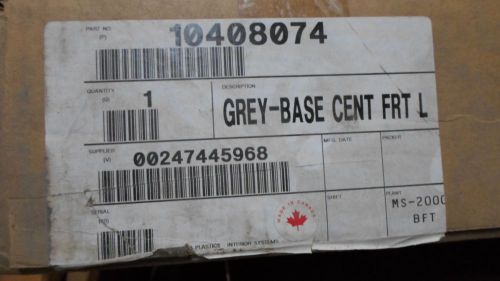 PART NO.
(P)
10408074
QUANTITY
(Q)
1
DESCRIPTION
GREY-BASE CENT FRT L
SUPPLIER
(V)
00247445968
MFG. DATE
PACKER
SERIAL
MADE IN CANADA
SHIFT
PLANT
MS-2000
BFT
PLASTICS INTERIOR SYSTEMS